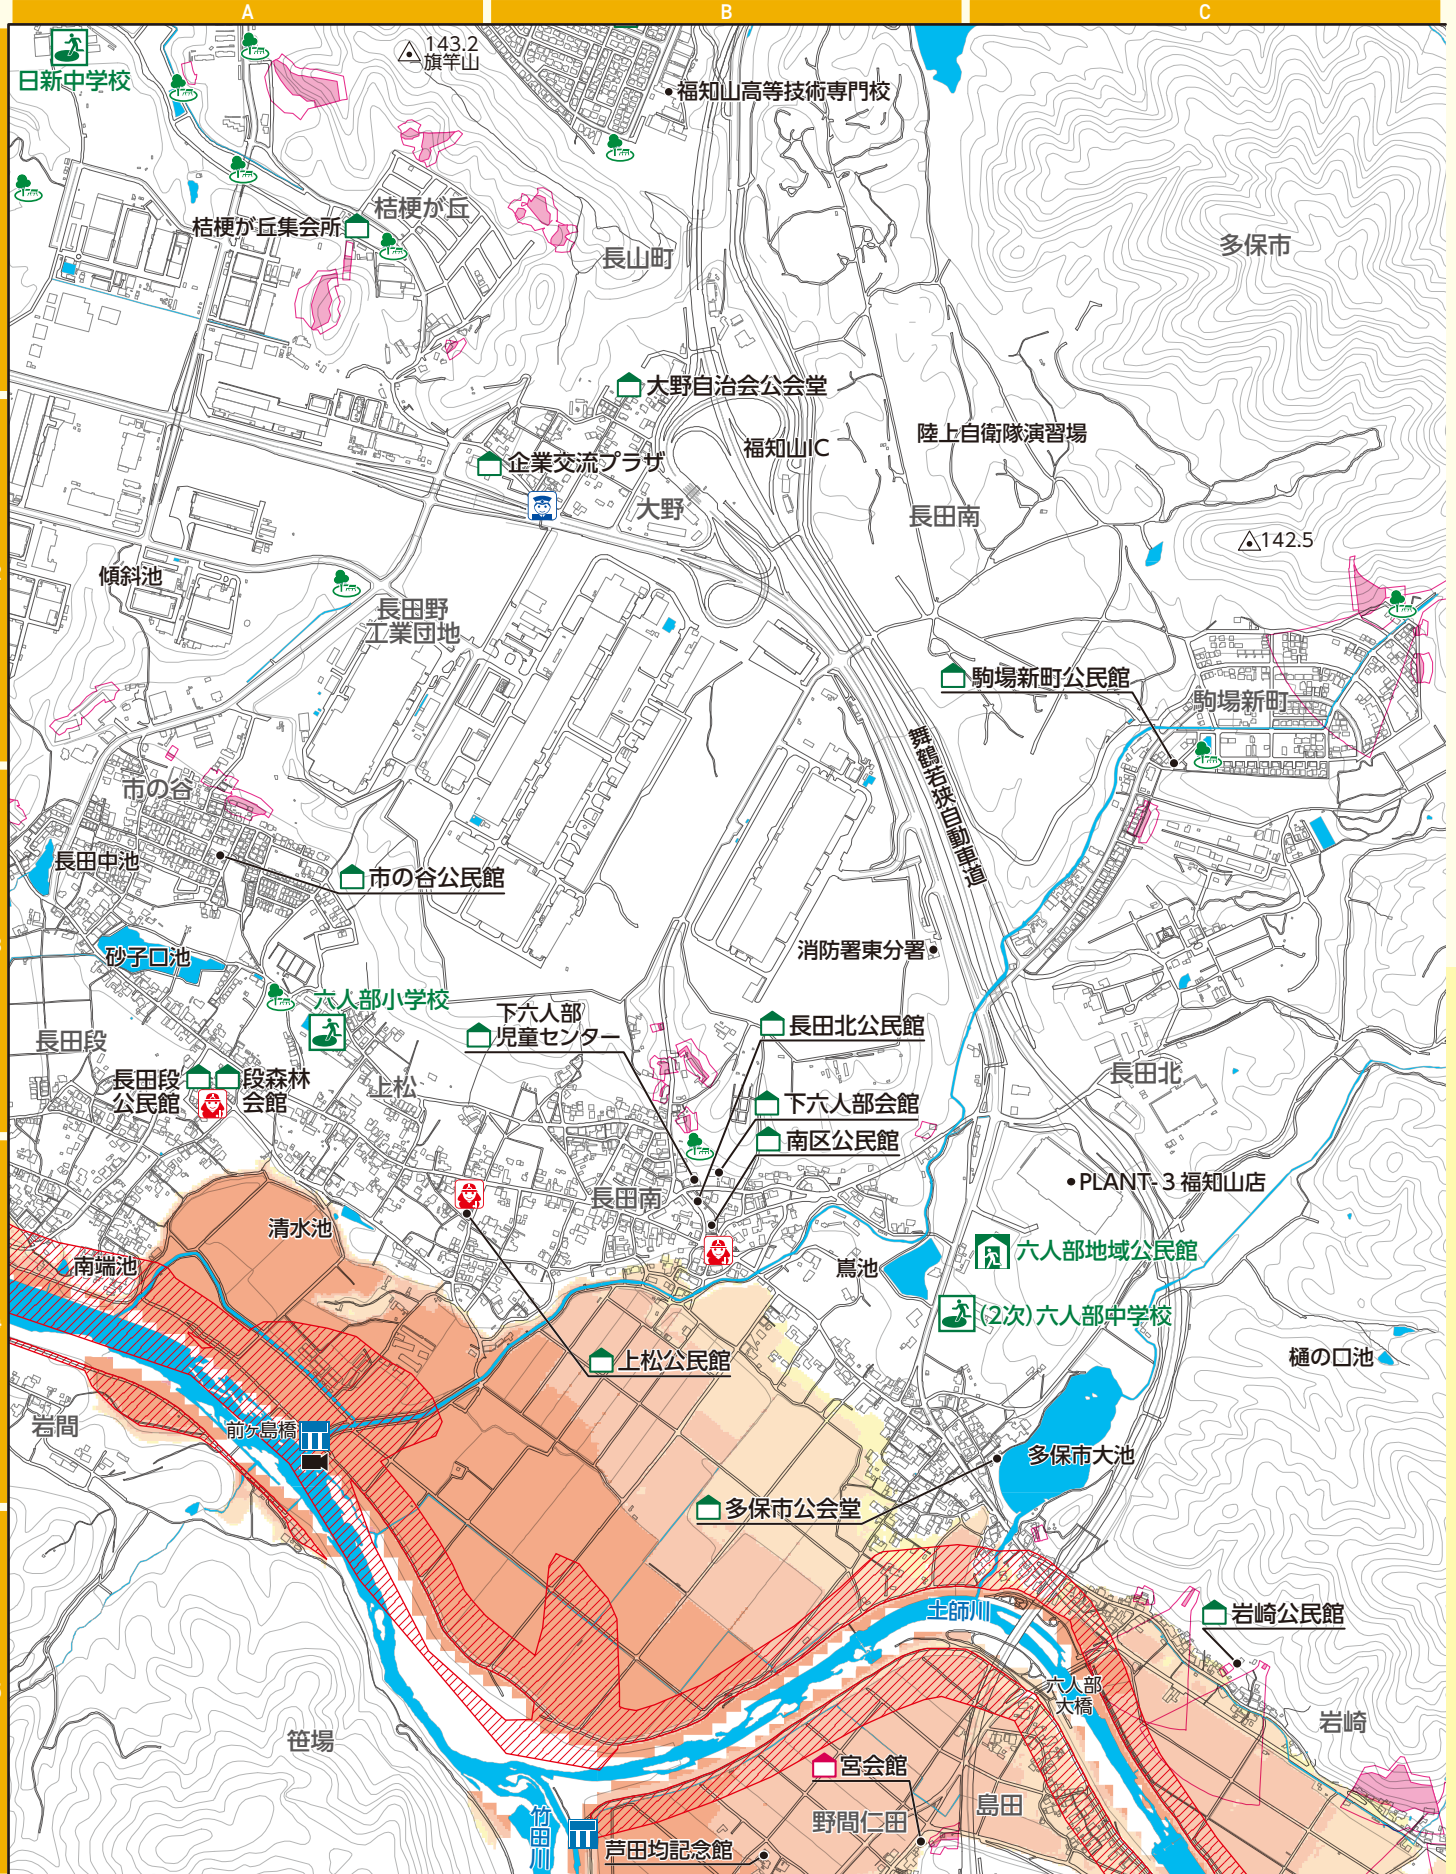 A
B
C
日新中学校
143.2
旗竿山
福知山高等技術専門校
桔梗が丘
桔梗が丘集会所
長山町
多保市
大野自治会公会堂
福知山IC
陸上自衛隊演習場
企業交流プラザ
大野
長田南
142.5
傾斜池
長田野
工業団地
駒場新町公民館
駒場新町
舞鶴若狭自動車道
市の谷
長田中池
市の谷公民館
砂子口池
消防署東分署
六人部小学校
下六人部
児童センター
長田北公民館
長田段
長田北
長田段
公民館
段森林
会館
上松
下六人部会館
南区公民館
PLANT-3 福知山店
長田南
清水池
南端池
蔦池
六人部地域公民館
(2次)六人部中学校
樋の口池
上松公民館
岩間
前ヶ島橋
多保市大池
多保市公会堂
土師川
岩崎公民館
六人部
大橋
岩崎
笹場
宮会館
島田
野間仁田
竹田川
芦田均記念館